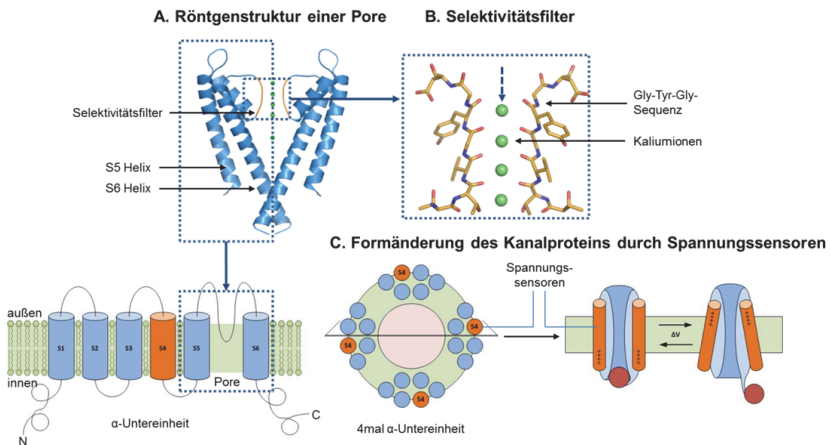 A. Röntgenstruktur einer Pore
B. Selektivitätsfilter
Selektivitätsfilter
S5 Helix
S6 Helix
Gly-Tyr-Gly-
Sequenz
Kaliumionen
C. Formänderung des Kanalproteins durch Spannungssensoren
außen
innen
S1
S2
S3
S4
S5
S6
Pore
N
C
α-Untereinheit
S4
S4
S4
S4
4mal α-Untereinheit
Spannungs-
sensoren
ΔV
++++
++++
++++
++++